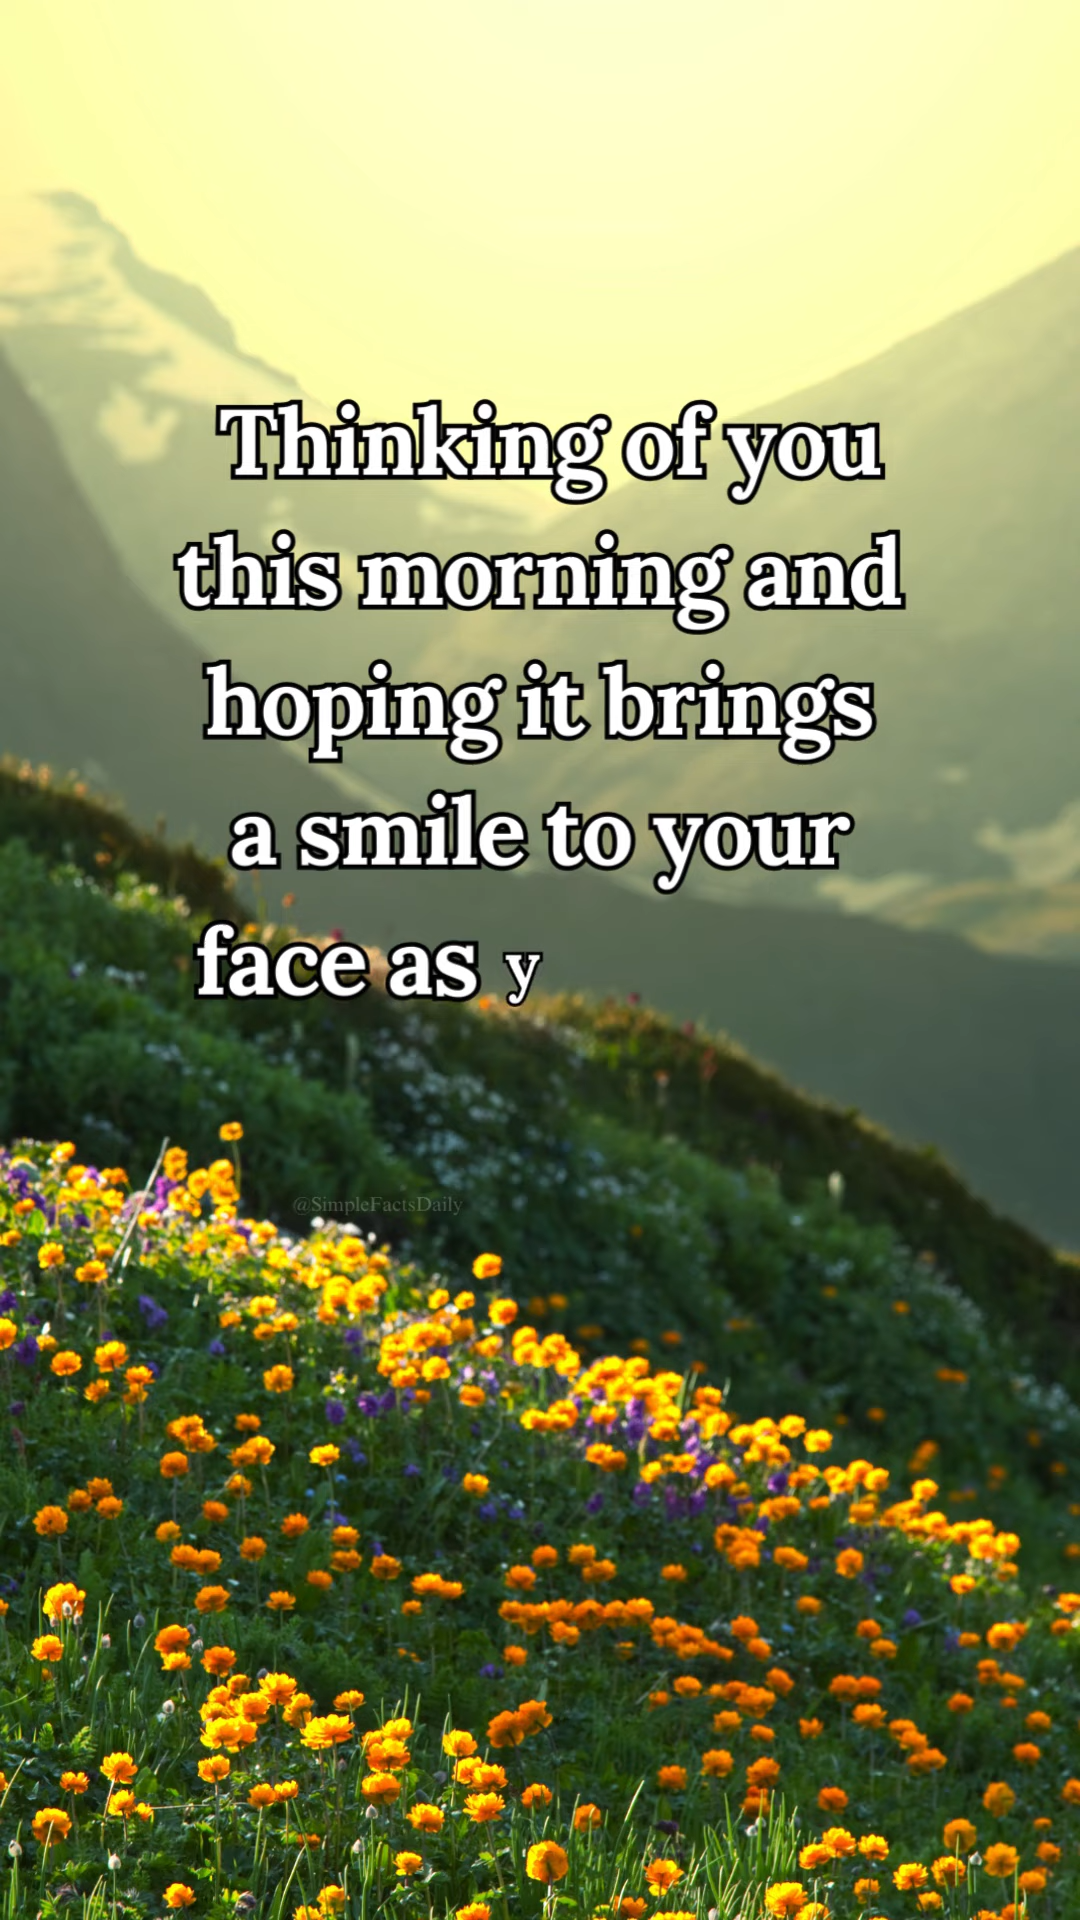 Thinking of you
this morning and
hoping it brings
a smile to your
face as y
@SimpleFactsDaily